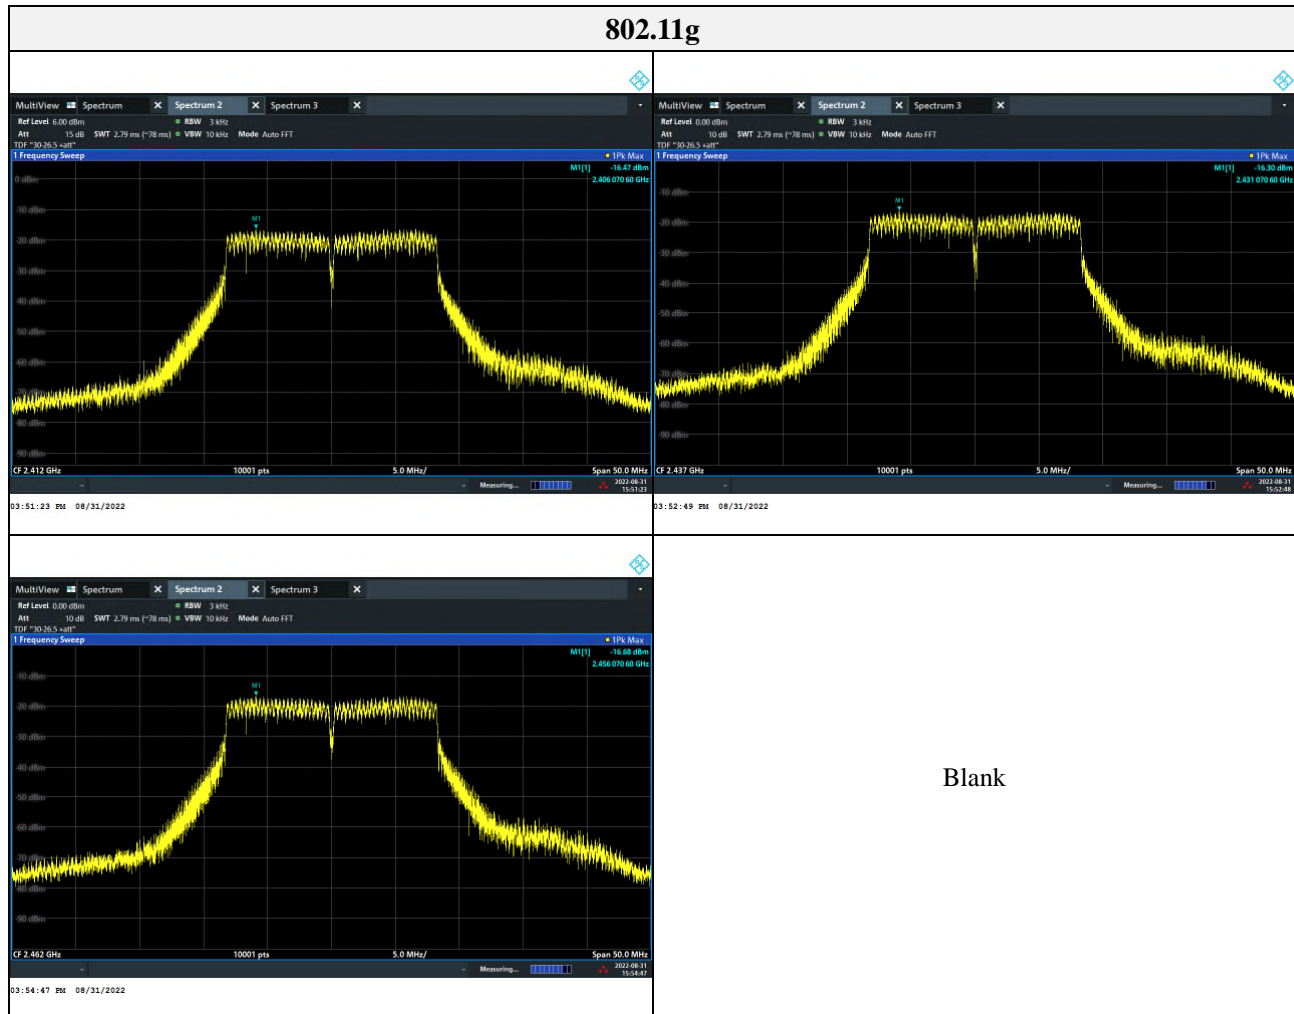 802.11g
MultiView Spectrum X Spectrum 2 X Spectrum 3 X
Ref Level 6.00 dBm RBW 3 kHz
Att 15 dB SWT 2.79 ms (~78 ms) VBW 10 kHz Mode Auto FFT
TDF "30-26.5 +att"
1 Frequency Sweep 1Pk Max
M1[1] -16.47 dBm
2.406 070 60 GHz
0 dBm
-10 dBm
M1
-20 dBm
-30 dBm
-40 dBm
-50 dBm
-60 dBm
-70 dBm
-80 dBm
-90 dBm
CF 2.412 GHz 10001 pts 5.0 MHz/ Span 50.0 MHz
Measuring... 2022-08-31
15:51:23
03:51:23 PM 08/31/2022
MultiView Spectrum X Spectrum 2 X Spectrum 3 X
Ref Level 0.00 dBm RBW 3 kHz
Att 10 dB SWT 2.79 ms (~78 ms) VBW 10 kHz Mode Auto FFT
TDF "30-26.5 +att"
1 Frequency Sweep 1Pk Max
M1[1] -16.30 dBm
2.431 070 60 GHz
-10 dBm
M1
-20 dBm
-30 dBm
-40 dBm
-50 dBm
-60 dBm
-70 dBm
-80 dBm
-90 dBm
CF 2.437 GHz 10001 pts 5.0 MHz/ Span 50.0 MHz
Measuring... 2022-08-31
15:52:48
03:52:49 PM 08/31/2022
MultiView Spectrum X Spectrum 2 X Spectrum 3 X
Ref Level 0.00 dBm RBW 3 kHz
Att 10 dB SWT 2.79 ms (~78 ms) VBW 10 kHz Mode Auto FFT
TDF "30-26.5 +att"
1 Frequency Sweep 1Pk Max
M1[1] -16.68 dBm
2.456 070 60 GHz
-10 dBm
M1
-20 dBm
-30 dBm
-40 dBm
-50 dBm
-60 dBm
-70 dBm
-80 dBm
-90 dBm
CF 2.462 GHz 10001 pts 5.0 MHz/ Span 50.0 MHz
Measuring... 2022-08-31
15:54:47
03:54:47 PM 08/31/2022
Blank